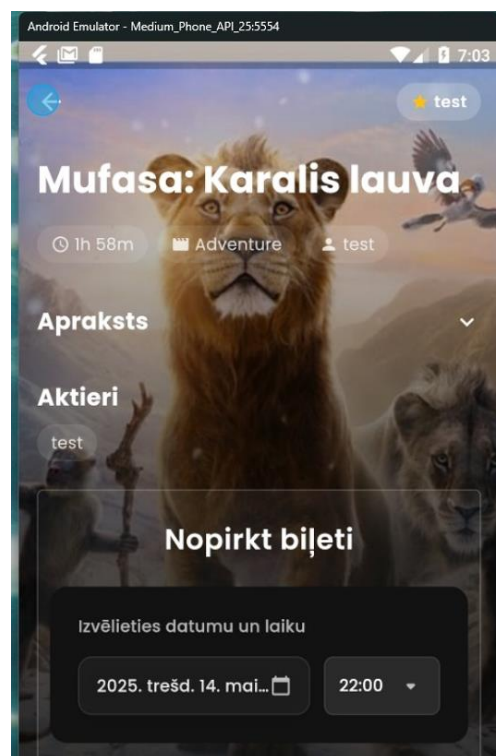 Android Emulator - Medium_Phone_API_25:5554
7:03
test
Mufasa: Karalis lauva
1h 58m Adventure test
Apraksts
Aktieri
test
Nopirkt biļeti
Izvēlieties datumu un laiku
2025. trešd. 14. mai... 22:00